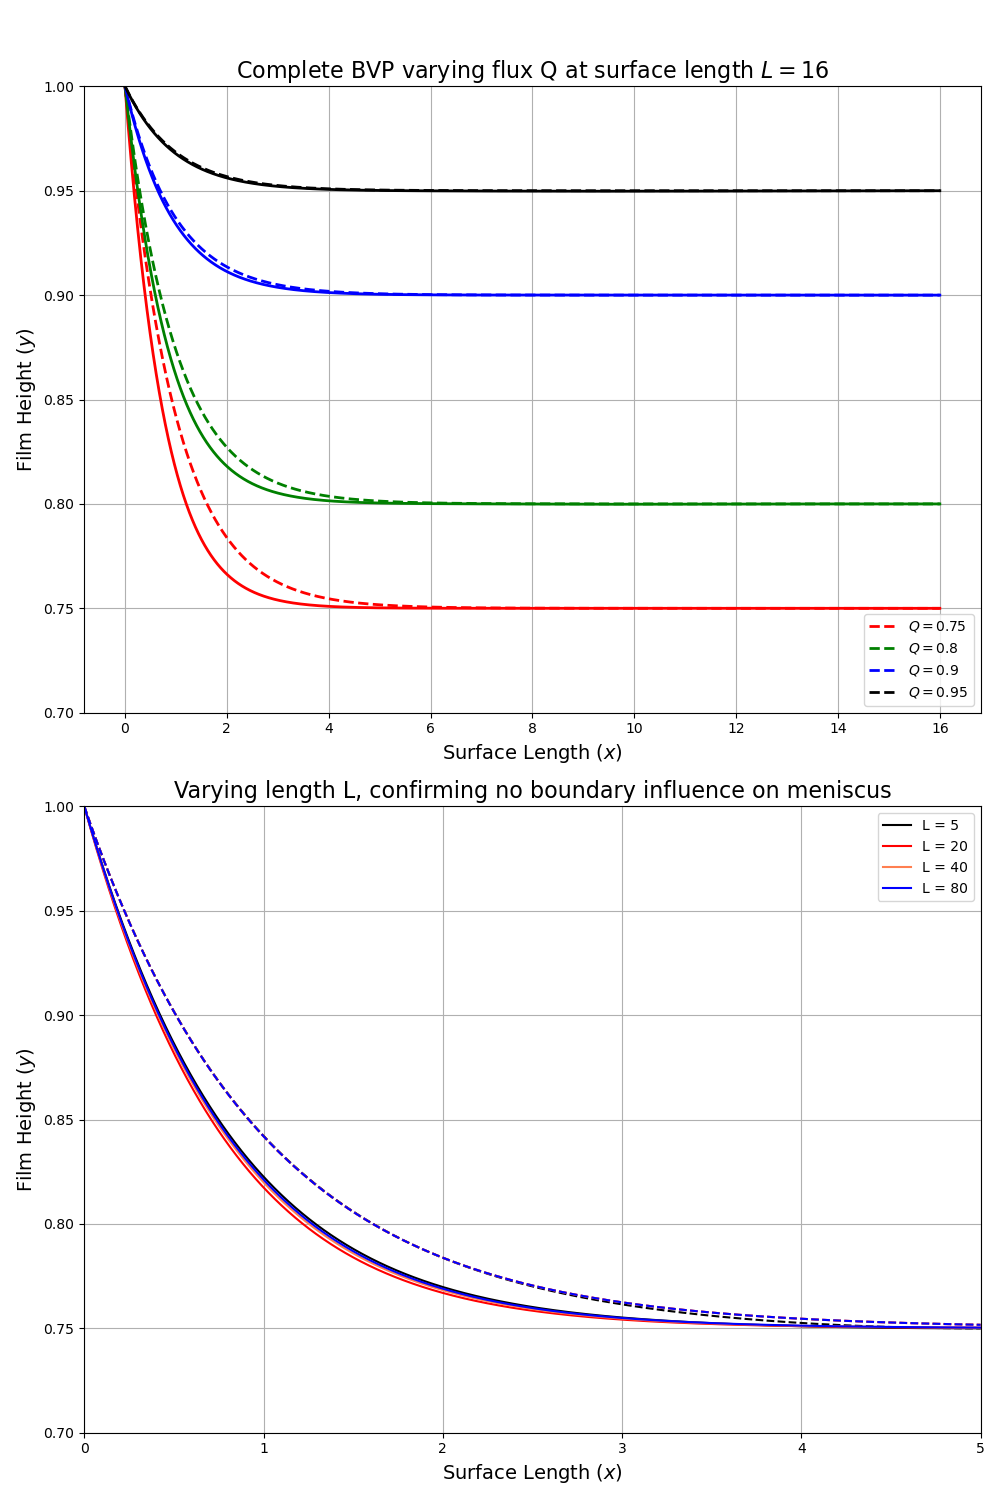 Complete BVP varying flux Q at surface length L = 16
1.00
0.95
0.90
0.85
0.80
0.75
0.70
Film Height (y)
Q = 0.75
Q = 0.8
Q = 0.9
Q = 0.95
0 2 4 6 8 10 12 14 16
Surface Length (x)
Varying length L, confirming no boundary influence on meniscus
1.00
0.95
0.90
0.85
0.80
0.75
0.70
Film Height (y)
L = 5
L = 20
L = 40
L = 80
0 1 2 3 4 5
Surface Length (x)